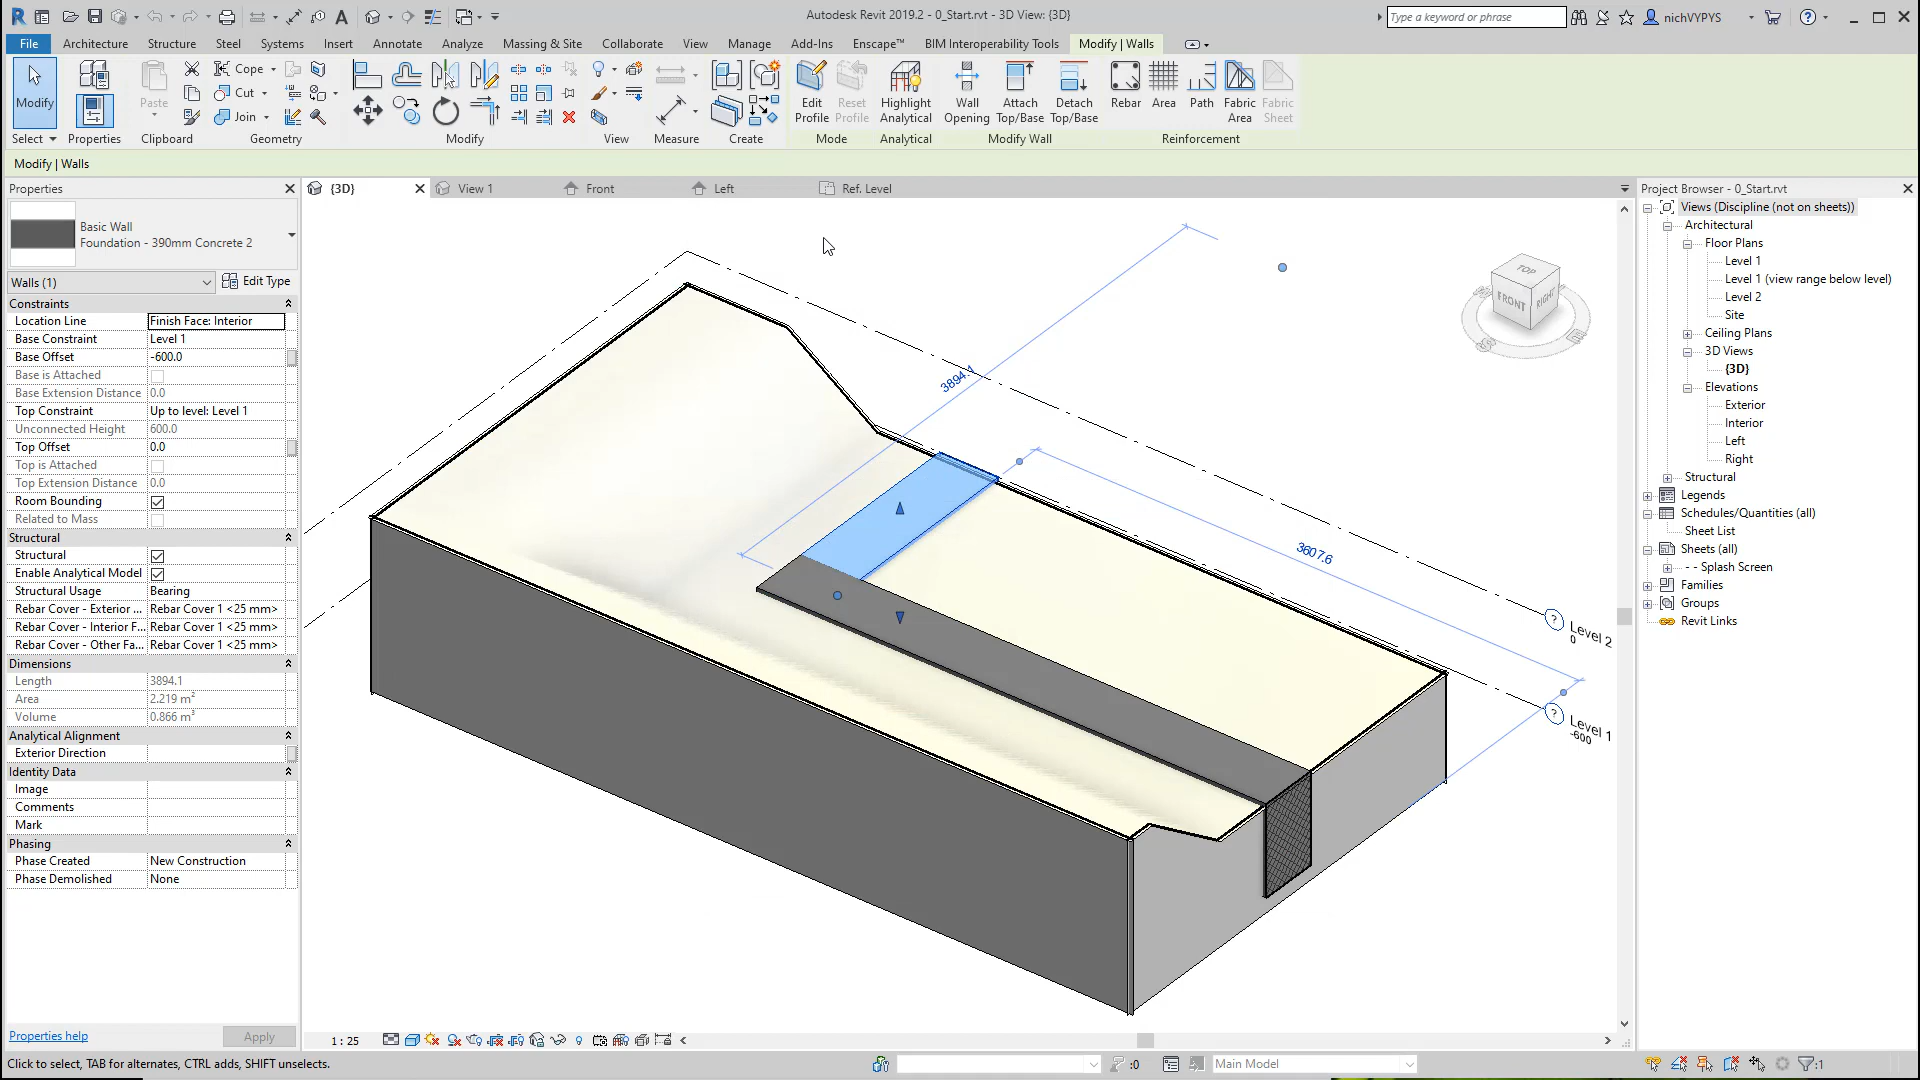 Autodesk Revit 2019.2 - 0_Start.rvt - 3D View: {3D}
Type a keyword or phrase
nichVYPYS
File Architecture Structure Steel Systems Insert Annotate Analyze Massing & Site Collaborate View Manage Add-Ins Enscape™ BIM Interoperability Tools Modify | Walls
Modify
Paste
Cope
Cut
Join
Edit Profile
Reset Profile
Highlight Analytical
Wall Opening
Attach Top/Base
Detach Top/Base
Rebar
Area
Path
Fabric Area
Fabric Sheet
Select Properties Clipboard Geometry Modify View Measure Create Mode Analytical Modify Wall Reinforcement
Modify | Walls
Properties
{3D}
View 1
Front
Left
Ref. Level
Project Browser - 0_Start.rvt
Basic Wall
Foundation - 390mm Concrete 2
Walls (1)
Edit Type
Constraints
Location Line Finish Face: Interior
Base Constraint Level 1
Base Offset -600.0
Base is Attached
Base Extension Distance 0.0
Top Constraint Up to level: Level 1
Unconnected Height 600.0
Top Offset 0.0
Top is Attached
Top Extension Distance 0.0
Room Bounding
Related to Mass
Structural
Structural
Enable Analytical Model
Structural Usage Bearing
Rebar Cover - Exterior ... Rebar Cover 1 <25 mm>
Rebar Cover - Interior F... Rebar Cover 1 <25 mm>
Rebar Cover - Other Fa... Rebar Cover 1 <25 mm>
Dimensions
Length 3894.1
Area 2.219 m²
Volume 0.866 m³
Analytical Alignment
Exterior Direction
Identity Data
Image
Comments
Mark
Phasing
Phase Created New Construction
Phase Demolished None
Properties help
Apply
3894.1
3607.6
TOP
FRONT
RIGHT
S
E
?
Level 2
0
?
Level 1
-600
Views (Discipline (not on sheets))
Architectural
Floor Plans
Level 1
Level 1 (view range below level)
Level 2
Site
Ceiling Plans
3D Views
{3D}
Elevations
Exterior
Interior
Left
Right
Structural
Legends
Schedules/Quantities (all)
Sheet List
Sheets (all)
- - Splash Screen
Families
Groups
Revit Links
1 : 25
Click to select, TAB for alternates, CTRL adds, SHIFT unselects.
:0
Main Model
:1